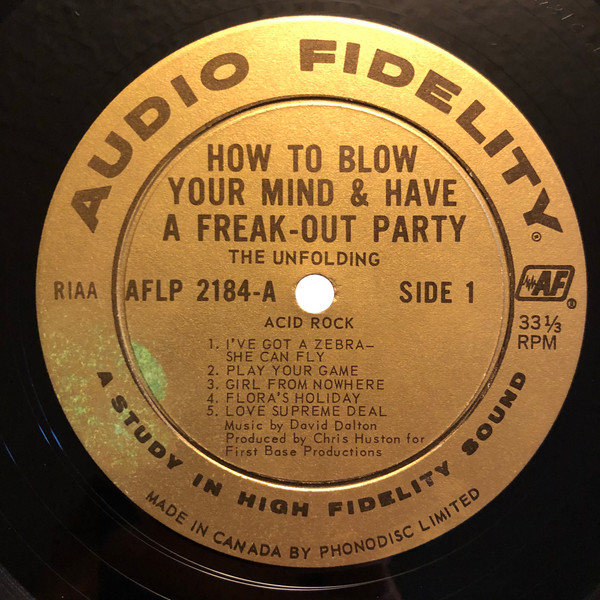 AUDIO FIDELITY®
HOW TO BLOW
YOUR MIND & HAVE
A FREAK-OUT PARTY
THE UNFOLDING
RIAA AFLP 2184-A SIDE 1 AF®
33 1/3
RPM
ACID ROCK
1. I'VE GOT A ZEBRA—
SHE CAN FLY
2. PLAY YOUR GAME
3. GIRL FROM NOWHERE
4. FLORA'S HOLIDAY
5. LOVE SUPREME DEAL
Music by David Dalton
Produced by Chris Huston for
First Base Productions
A STUDY IN HIGH FIDELITY SOUND
MADE IN CANADA BY PHONODISC LIMITED